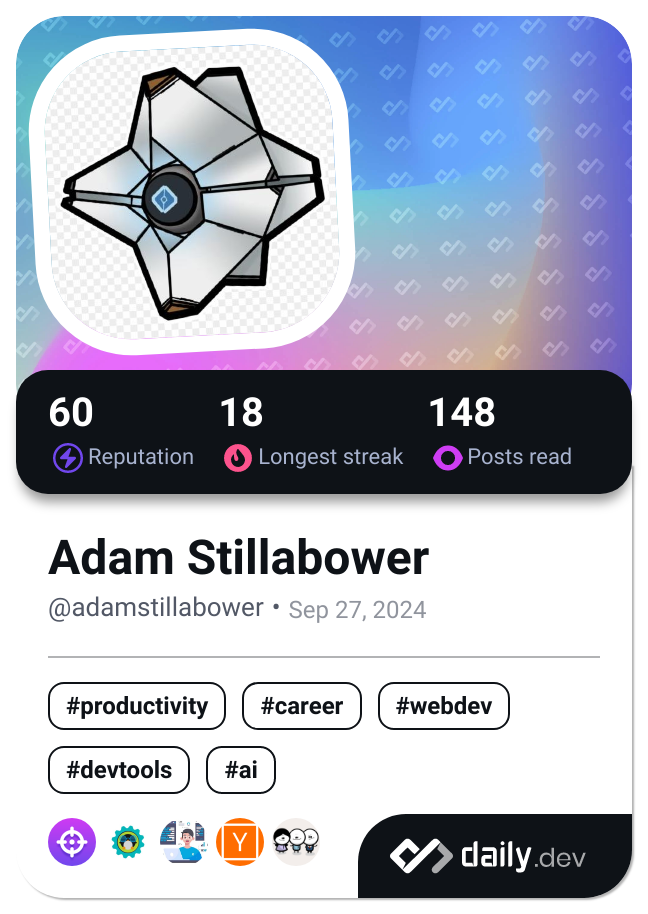 60 18 148
Reputation Longest streak Posts read
Adam Stillabower
@adamstillabower • Sep 27, 2024
#productivity #career #webdev
#devtools #ai
Y
daily.dev